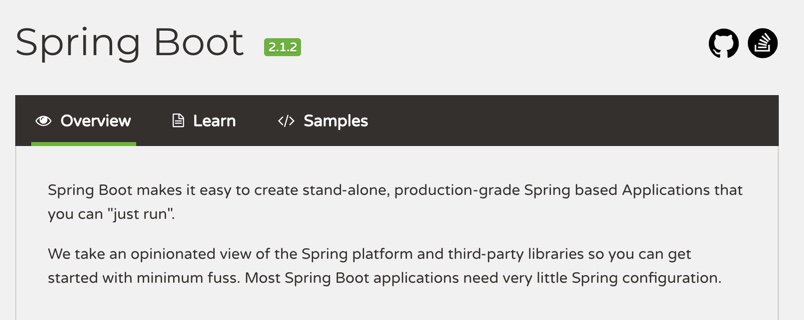 Spring Boot 2.1.2
Overview Learn Samples
Spring Boot makes it easy to create stand-alone, production-grade Spring based Applications that
you can "just run".
We take an opinionated view of the Spring platform and third-party libraries so you can get
started with minimum fuss. Most Spring Boot applications need very little Spring configuration.